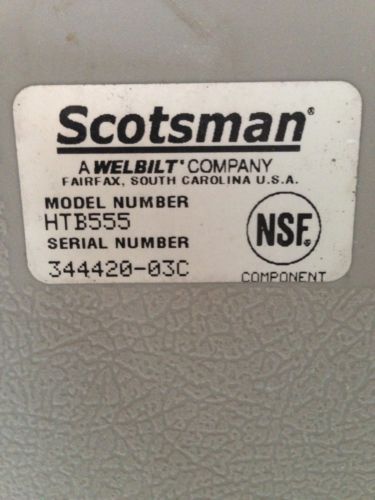 Scotsman®
A WELBILT® COMPANY
FAIRFAX, SOUTH CAROLINA U.S.A.
MODEL NUMBER
HTB555
SERIAL NUMBER
344420-03C
NSF®
COMPONENT